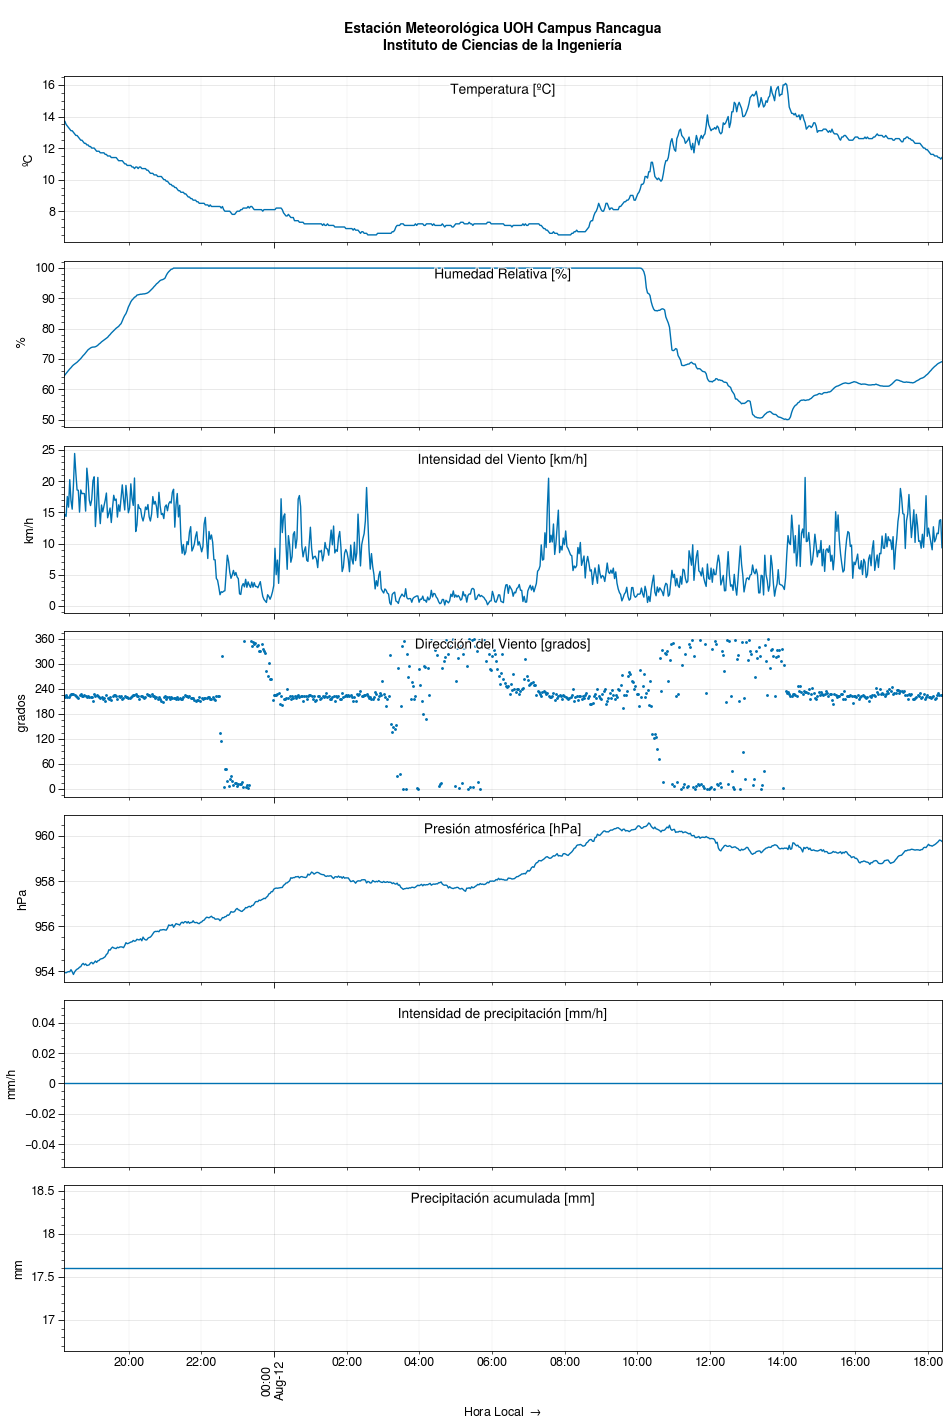 Estación Meteorológica UOH Campus Rancagua
Instituto de Ciencias de la Ingeniería
Temperatura [ºC]
ºC
16
14
12
10
8
Humedad Relativa [%]
%
100
90
80
70
60
50
Intensidad del Viento [km/h]
km/h
25
20
15
10
5
0
Dirección del Viento [grados]
grados
360
300
240
180
120
60
0
Presión atmosférica [hPa]
hPa
960
958
956
954
Intensidad de precipitación [mm/h]
mm/h
0.04
0.02
0
−0.02
−0.04
Precipitación acumulada [mm]
mm
18.5
18
17.5
17
20:00 22:00 00:00 02:00 04:00 06:00 08:00 10:00 12:00 14:00 16:00 18:00
Aug-12
Hora Local →